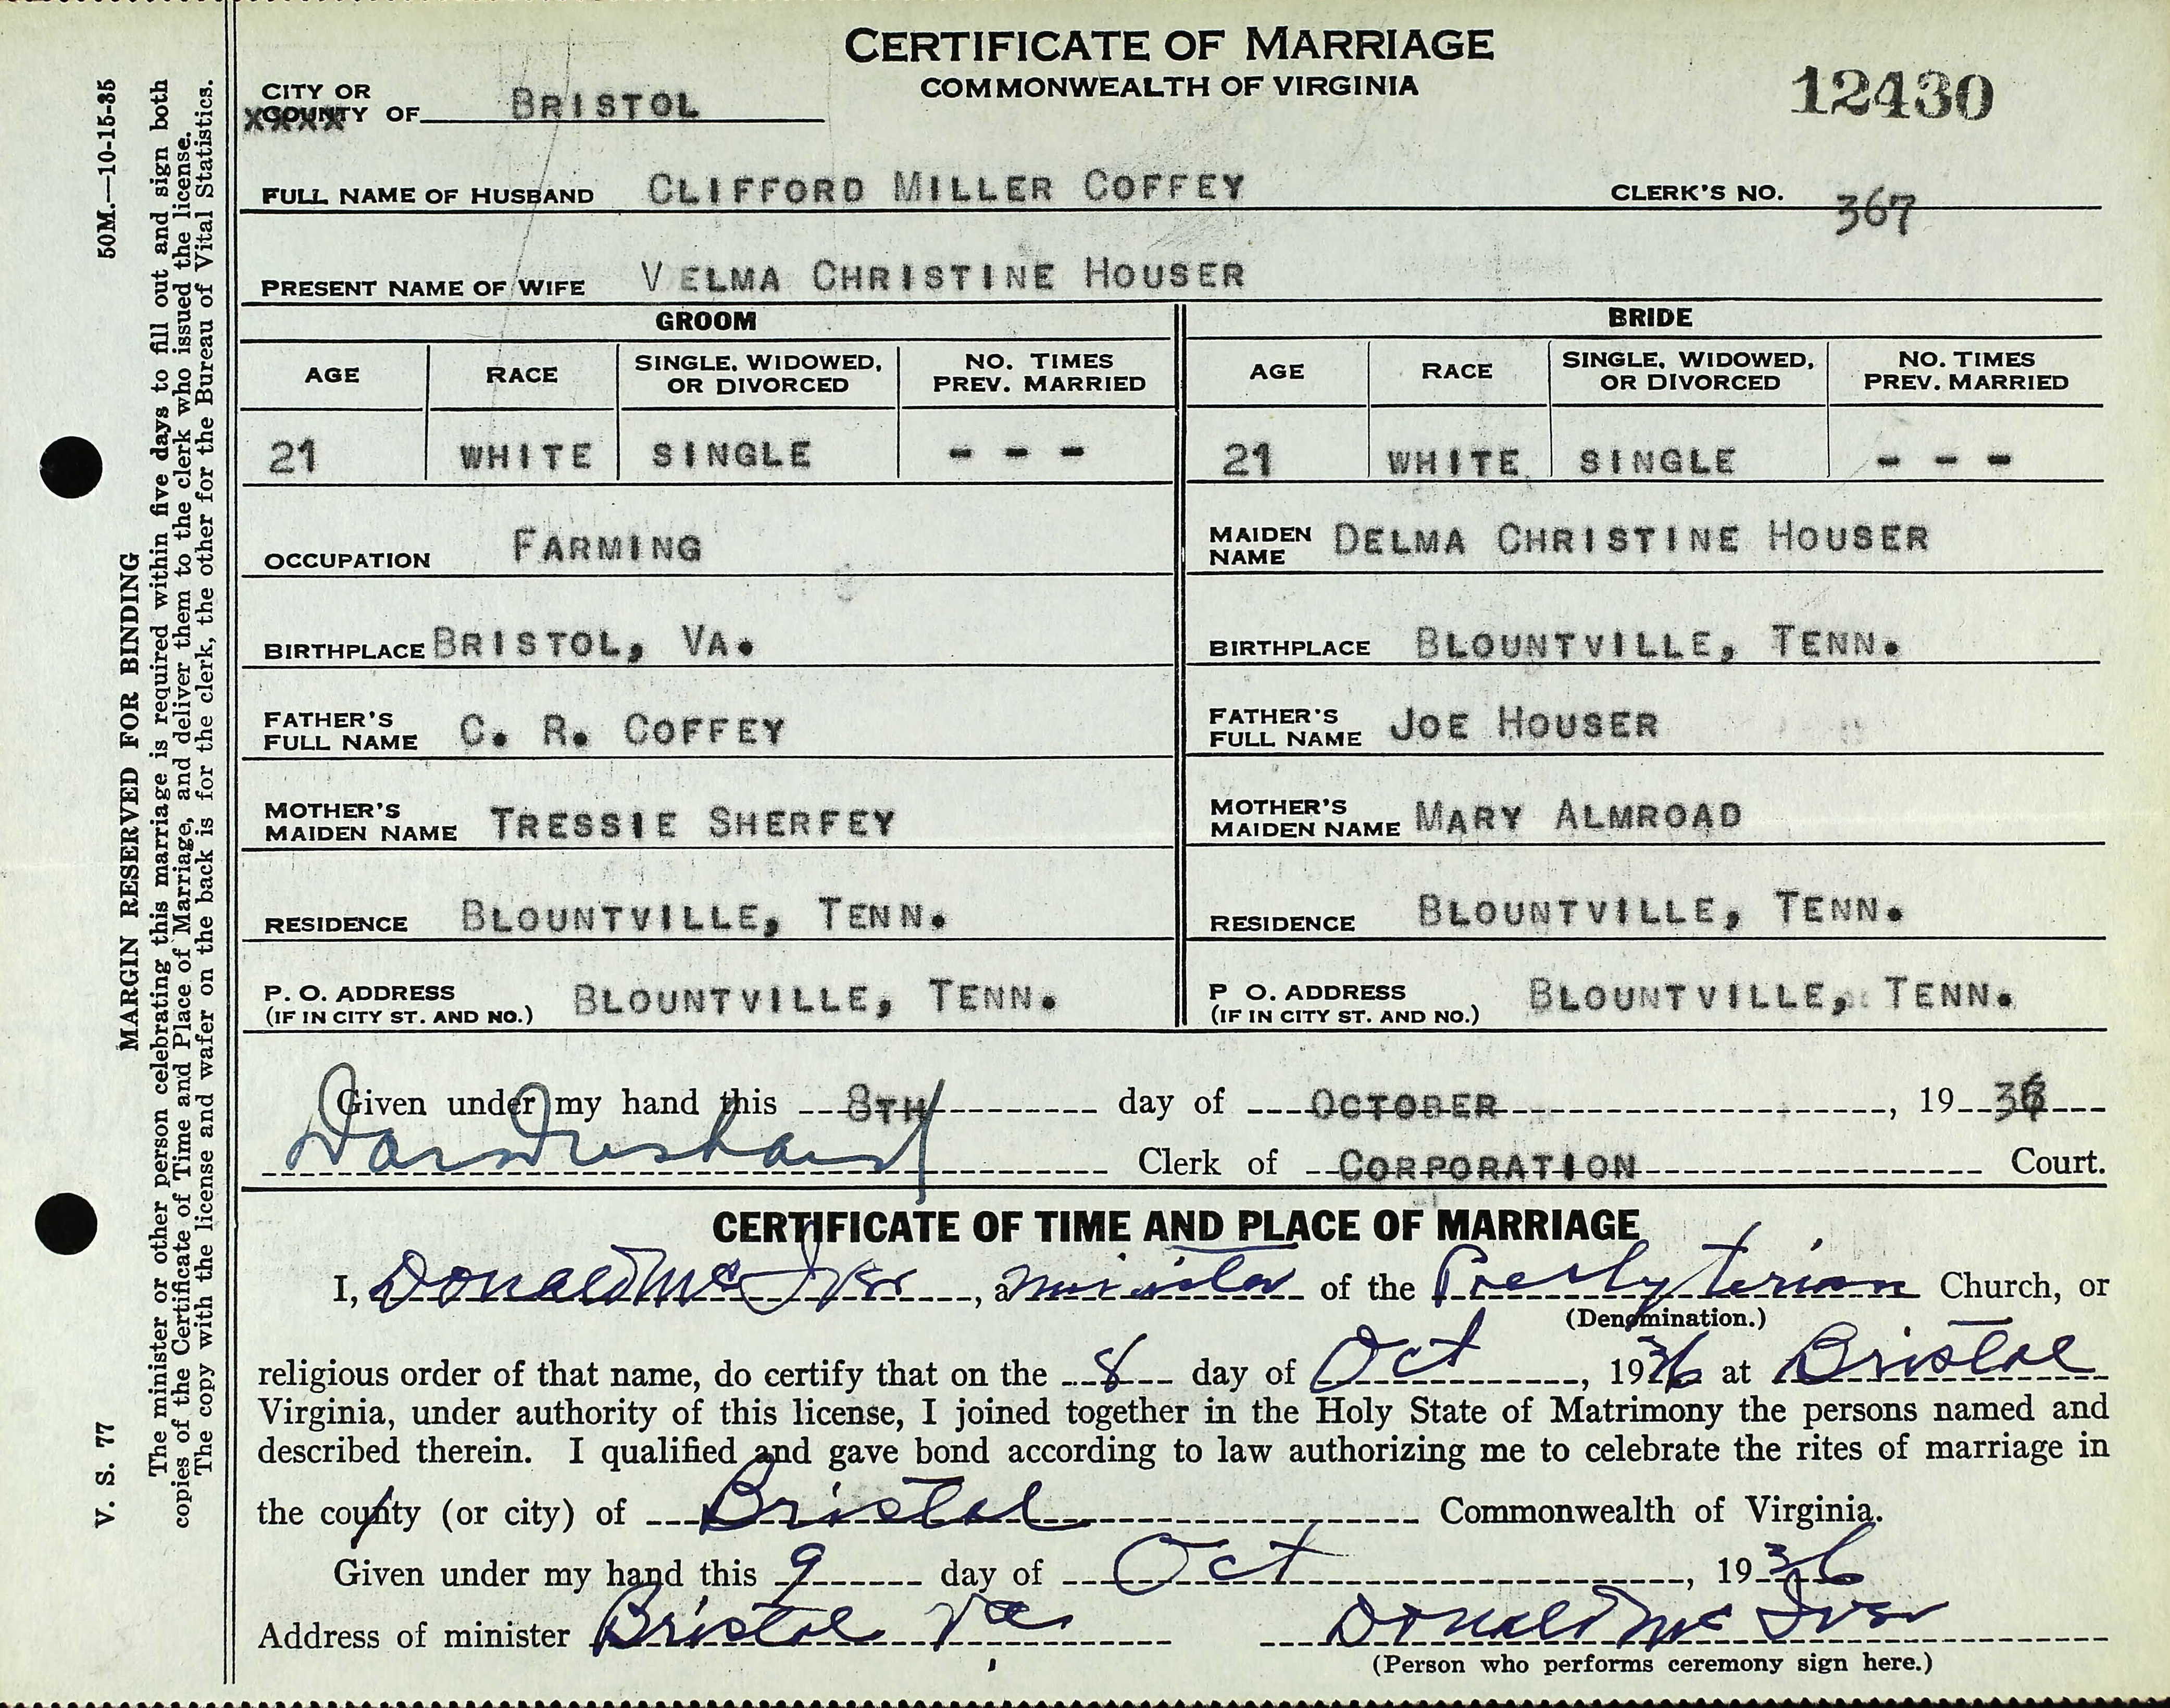 CERTIFICATE OF MARRIAGE
COMMONWEALTH OF VIRGINIA
12430
CITY OR
COUNTY OF BRISTOL
FULL NAME OF HUSBAND CLIFFORD MILLER COFFEY CLERK'S NO. 367
PRESENT NAME OF WIFE VELMA CHRISTINE HOUSER
GROOM BRIDE
AGE RACE SINGLE, WIDOWED, OR DIVORCED NO. TIMES PREV. MARRIED AGE RACE SINGLE, WIDOWED, OR DIVORCED NO. TIMES PREV. MARRIED
21 WHITE SINGLE - - - 21 WHITE SINGLE - - -
OCCUPATION FARMING MAIDEN NAME DELMA CHRISTINE HOUSER
BIRTHPLACE BRISTOL, VA. BIRTHPLACE BLOUNTVILLE, TENN.
FATHER'S FULL NAME C. R. COFFEY FATHER'S FULL NAME JOE HOUSER
MOTHER'S MAIDEN NAME TRESSIE SHERFEY MOTHER'S MAIDEN NAME MARY ALMROAD
RESIDENCE BLOUNTVILLE, TENN. RESIDENCE BLOUNTVILLE, TENN.
P. O. ADDRESS (IF IN CITY ST. AND NO.) BLOUNTVILLE, TENN. P O. ADDRESS (IF IN CITY ST. AND NO.) BLOUNTVILLE, TENN.
Given under my hand this 8TH day of OCTOBER, 1936
Clerk of CORPORATION Court.
CERTIFICATE OF TIME AND PLACE OF MARRIAGE
I, Donald McIver, a minister of the Presbyterian Church, or
(Denomination.)
religious order of that name, do certify that on the 8 day of Oct, 1936 at Bristol
Virginia, under authority of this license, I joined together in the Holy State of Matrimony the persons named and
described therein. I qualified and gave bond according to law authorizing me to celebrate the rites of marriage in
the county (or city) of Bristol Commonwealth of Virginia.
Given under my hand this 9 day of Oct, 1936
Address of minister Bristol Va. Donald McIver
(Person who performs ceremony sign here.)
V. S. 77 MARGIN RESERVED FOR BINDING 50M.—10-15-35
The minister or other person celebrating this marriage is required within five days to fill out and sign both
copies of the Certificate of Time and Place of Marriage, and deliver them to the clerk who issued the license.
The copy with the license and wafer on the back is for the clerk, the other for the Bureau of Vital Statistics.